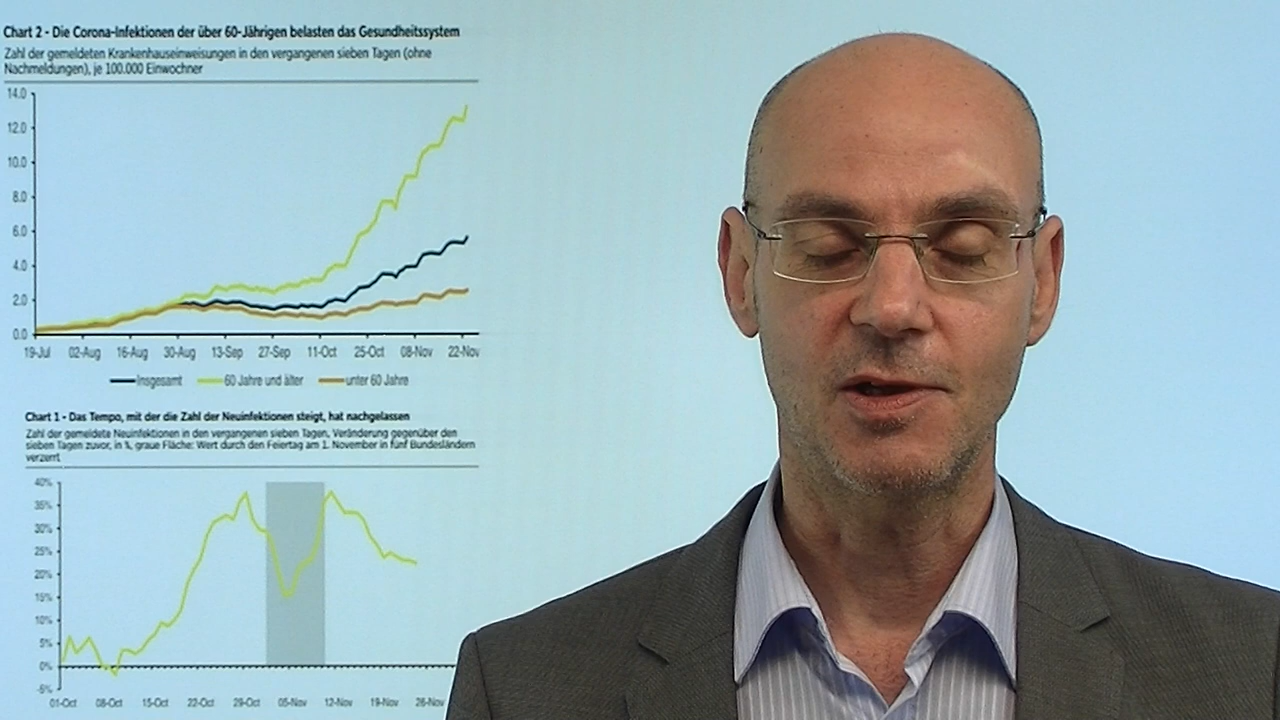 Chart 2 - Die Corona-Infektionen der über 60-Jährigen belasten das Gesundheitssystem
Zahl der gemeldeten Krankenhauseinweisungen in den vergangenen sieben Tagen (ohne
Nachmeldungen), je 100.000 Einwohner
14.0
12.0
10.0
8.0
6.0
4.0
2.0
0.0
19-Jul 02-Aug 16-Aug 30-Aug 13-Sep 27-Sep 11-Oct 25-Oct 08-Nov 22-Nov
Insgesamt 60 Jahre und älter unter 60 Jahre
Chart 1 - Das Tempo, mit der die Zahl der Neuinfektionen steigt, hat nachgelassen
Zahl der gemeldete Neuinfektionen in den vergangenen sieben Tagen, Veränderung gegenüber den
sieben Tagen zuvor, in %, graue Fläche: Wert durch den Feiertag am 1. November in fünf Bundesländern
verzerrt
40%
35%
30%
25%
20%
15%
10%
5%
0%
-5%
01-Oct 08-Oct 15-Oct 22-Oct 29-Oct 05-Nov 12-Nov 19-Nov 26-Nov